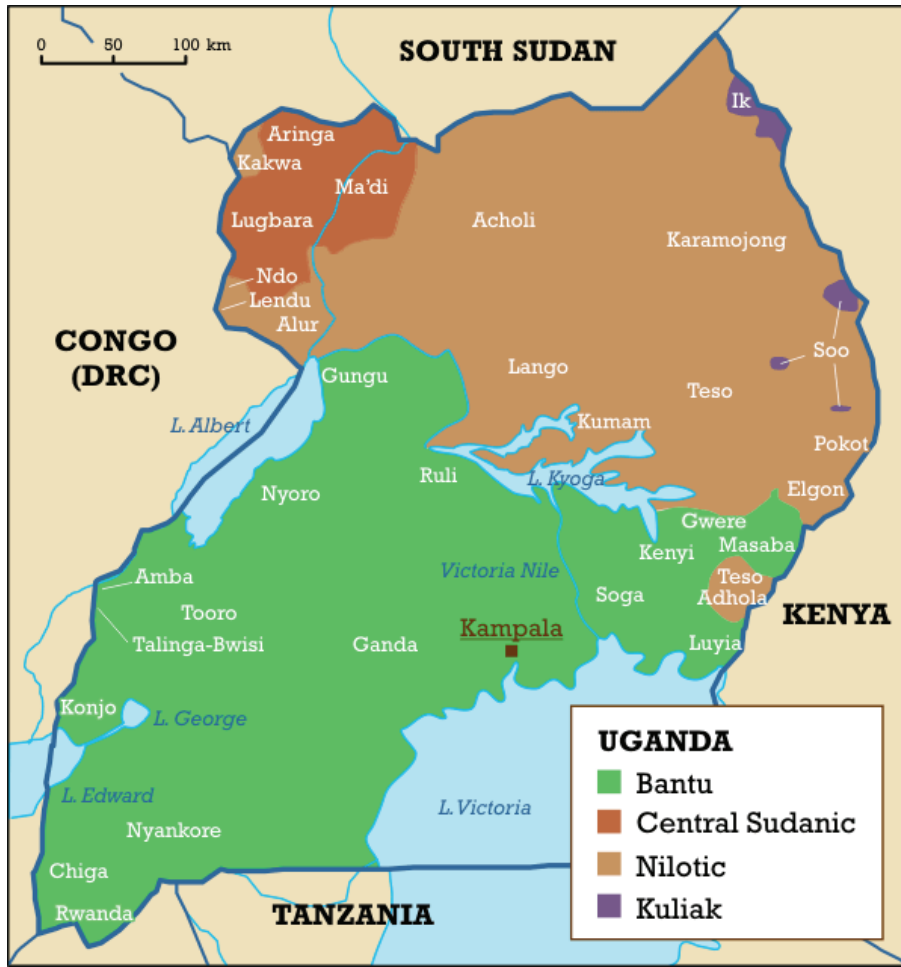 0 50 100 km
SOUTH SUDAN
Ik
Aringa
Kakwa
Ma'di
Lugbara
Acholi
Karamojong
Ndo
Lendu
Alur
CONGO
(DRC)
Soo
Lango
Gungu
Teso
L. Albert
Kumam
Pokot
Ruli
L. Kyoga
Nyoro
Elgon
Gwere
Masaba
Kenyi
Amba
Victoria Nile
Teso
Adhola
Soga
Tooro
KENYA
Kampala
Talinga-Bwisi
Ganda
Luyia
Konjo
L. George
L. Edward
L. Victoria
Nyankore
Chiga
Rwanda
TANZANIA
UGANDA
Bantu
Central Sudanic
Nilotic
Kuliak